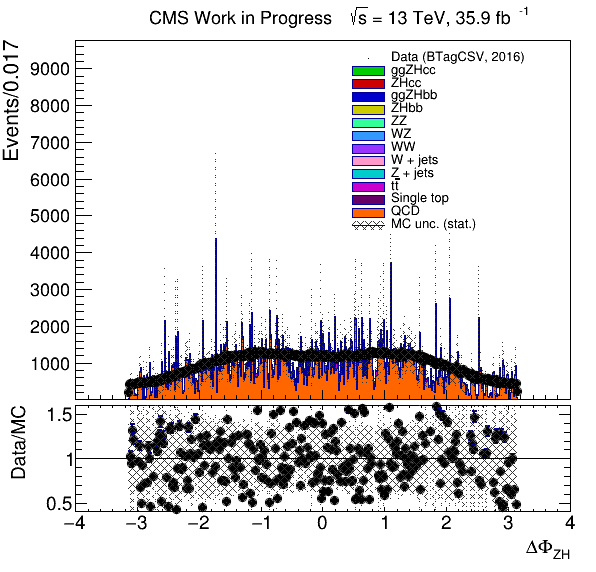 CMS Work in Progress √s = 13 TeV, 35.9 fb⁻¹
Events/0.017
9000
8000
7000
6000
5000
4000
3000
2000
1000
Data (BTagCSV, 2016)
ggZHcc
ZHcc
ggZHbb
ZHbb
ZZ
WZ
WW
W + jets
Z + jets
tt̄
Single top
QCD
MC unc. (stat.)
Data/MC
1.5
1
0.5
−4 −3 −2 −1 0 1 2 3 4
ΔΦ_ZH